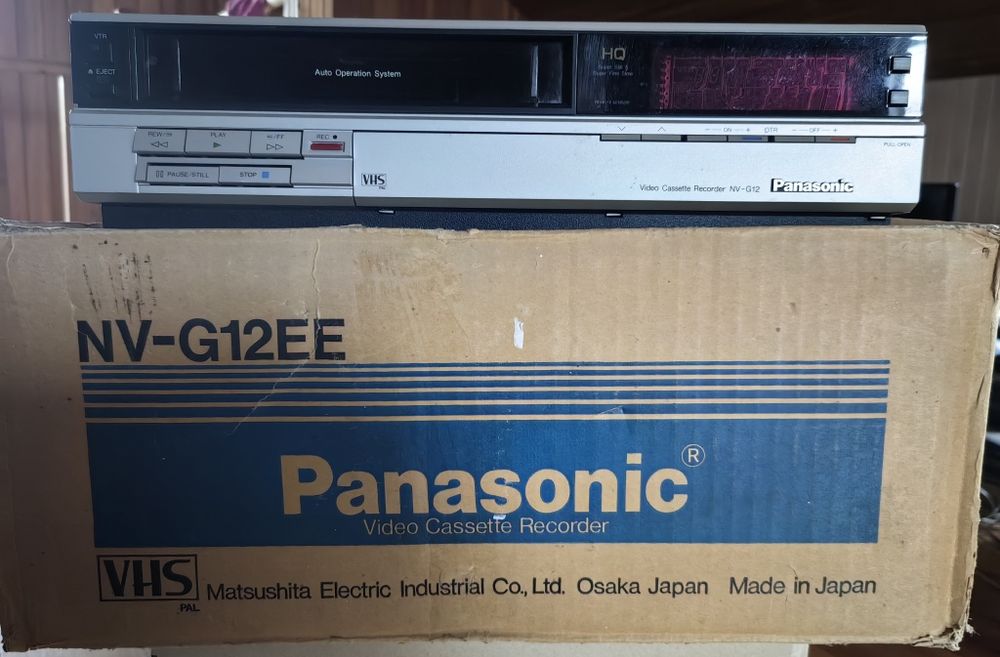 VTR
EJECT
Auto Operation System
HQ
REW
PLAY
FF
REC
PAUSE/STILL
STOP
VHS
PAL
ON
OTR
OFF
PULL OPEN
Video Cassette Recorder NV-G12 Panasonic
NV-G12EE
Panasonic®
Video Cassette Recorder
VHS
PAL
Matsushita Electric Industrial Co., Ltd. Osaka Japan Made in Japan